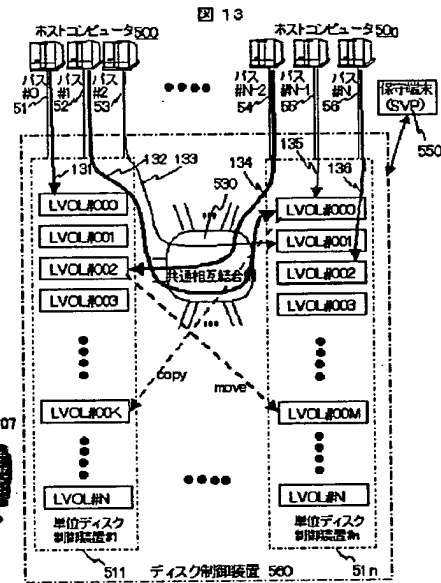 図 13
ホストコンピュータ500
ホストコンピュータ50n
パス
#0
51
パス
#1
52
パス
#2
53
パス
#N-2
54
パス
#N-1
55
パス
#N
56
保守端末
(SVP)
550
131
132
133
134
135
136
530
LVOL#000
LVOL#001
LVOL#002
LVOL#003
LVOL#00K
LVOL#N
共通相互結合網
copy
move
LVOL#000
LVOL#001
LVOL#002
LVOL#003
LVOL#00M
LVOL#N
単位ディスク
制御装置#1
単位ディスク
制御装置#n
511
ディスク制御装置 560
51n
07